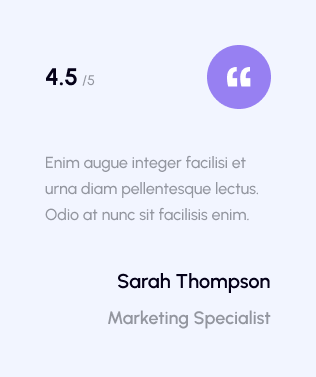 4.5 /5
Enim augue integer facilisi et
urna diam pellentesque lectus.
Odio at nunc sit facilisis enim.
Sarah Thompson
Marketing Specialist